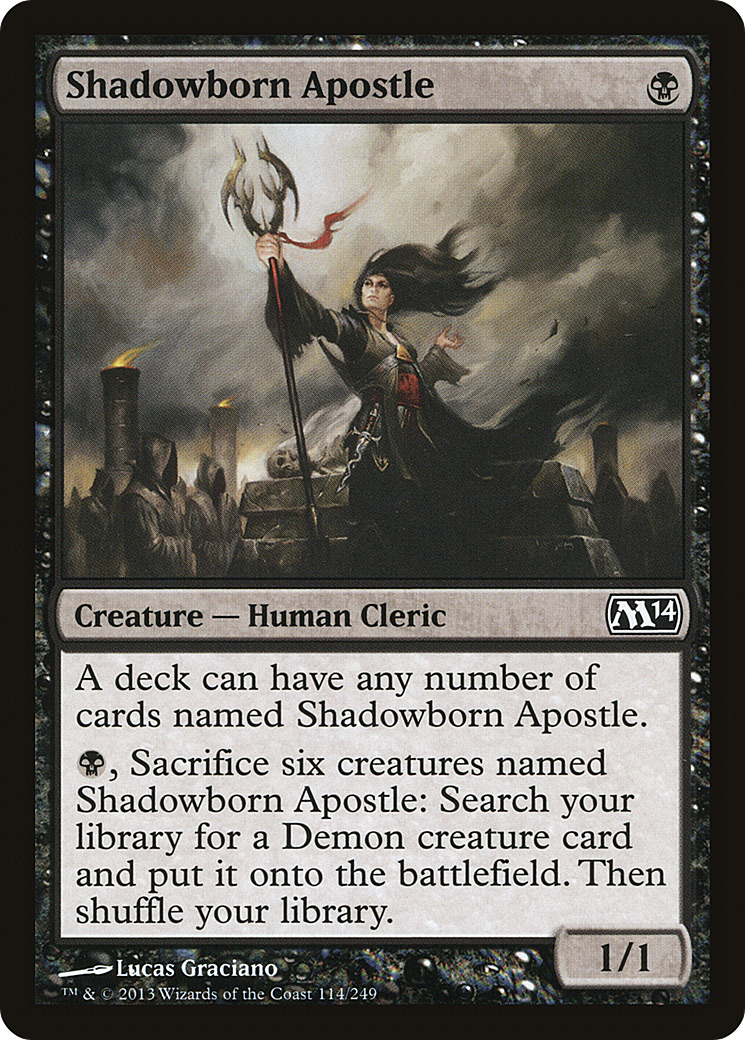 Shadowborn Apostle
Creature — Human Cleric
M14
A deck can have any number of
cards named Shadowborn Apostle.
, Sacrifice six creatures named
Shadowborn Apostle: Search your
library for a Demon creature card
and put it onto the battlefield. Then
shuffle your library.
1/1
Lucas Graciano
™ & © 2013 Wizards of the Coast 114/249